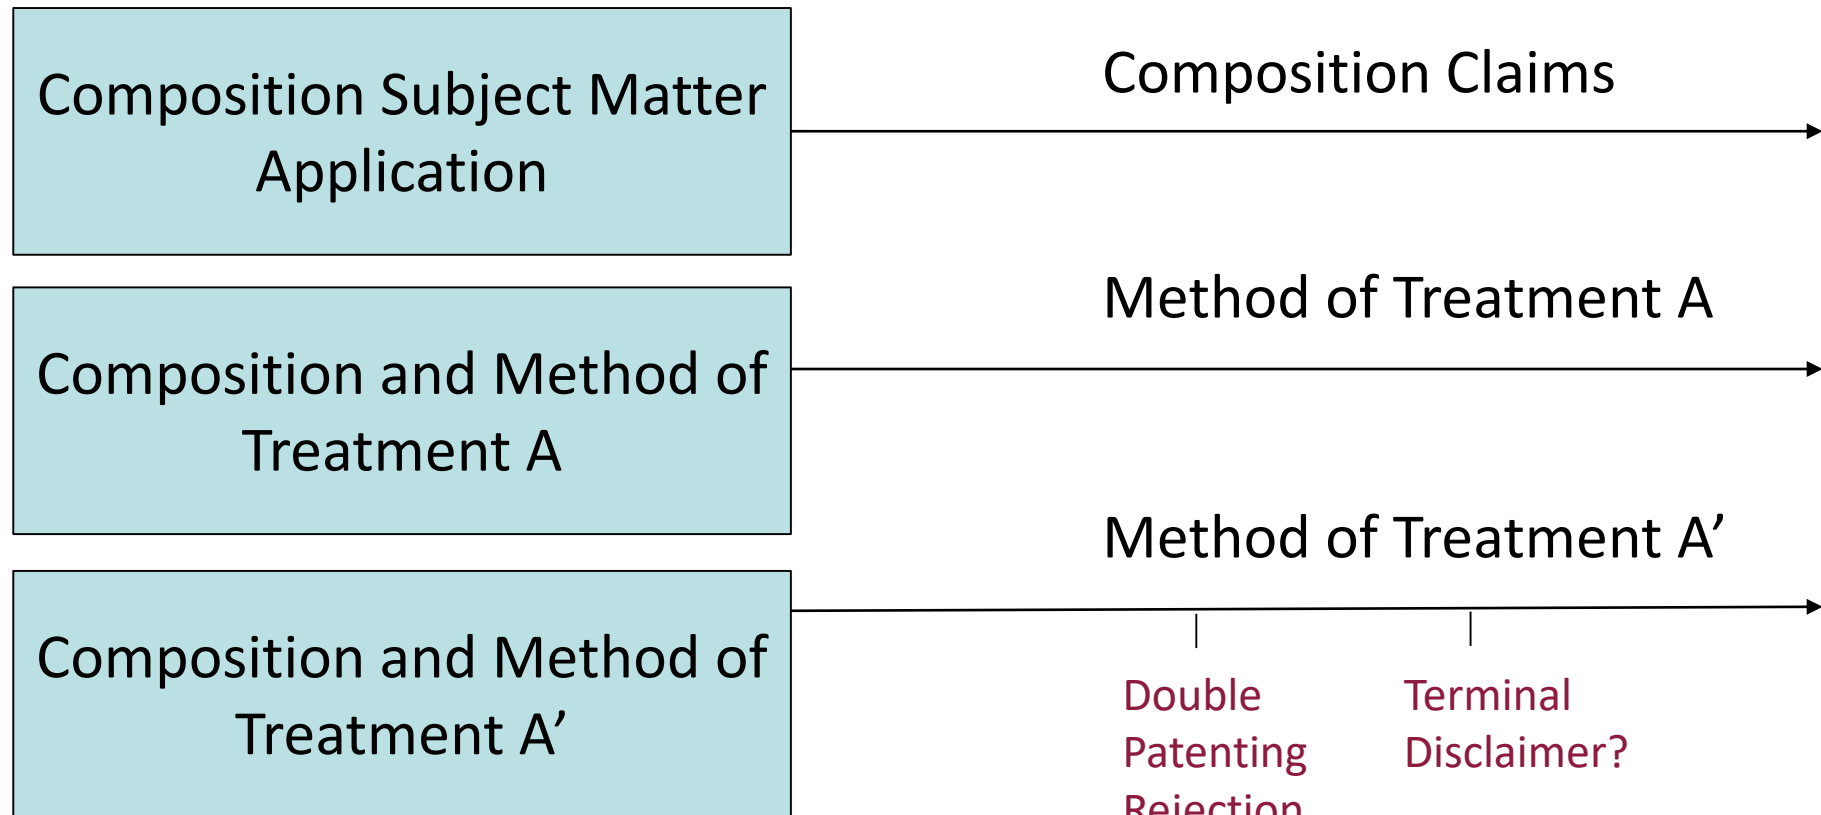 Composition Subject Matter
Application
Composition Claims
Composition and Method of
Treatment A
Method of Treatment A
Composition and Method of
Treatment A’
Method of Treatment A’
Double
Patenting
Rejection
Terminal
Disclaimer?